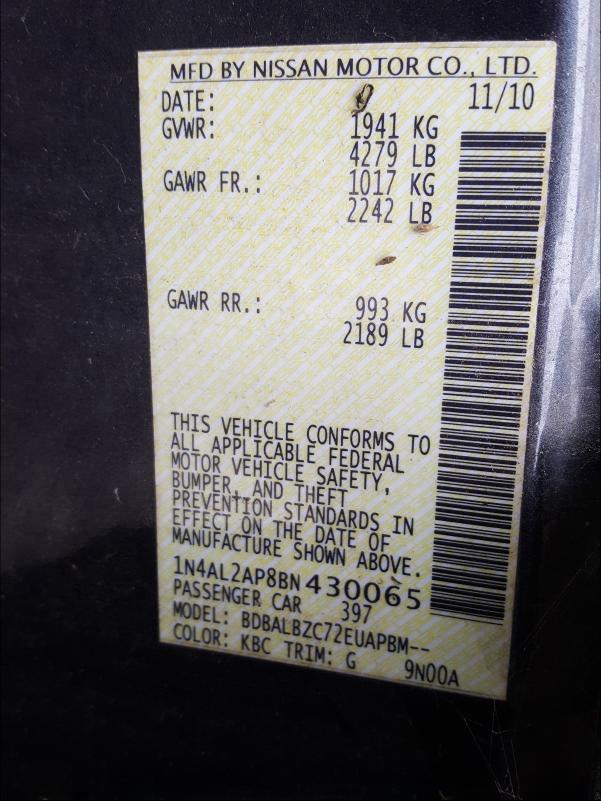 MFD BY NISSAN MOTOR CO., LTD.
DATE: 11/10
GVWR: 1941 KG
4279 LB
GAWR FR.: 1017 KG
2242 LB
GAWR RR.: 993 KG
2189 LB
THIS VEHICLE CONFORMS TO
ALL APPLICABLE FEDERAL
MOTOR VEHICLE SAFETY,
BUMPER, AND THEFT
PREVENTION STANDARDS IN
EFFECT ON THE DATE OF
MANUFACTURE SHOWN ABOVE.
1N4AL2AP8BN430065
PASSENGER CAR 397
MODEL: BDBALBZC72EUAPBM--
COLOR: KBC TRIM: G 9N00A